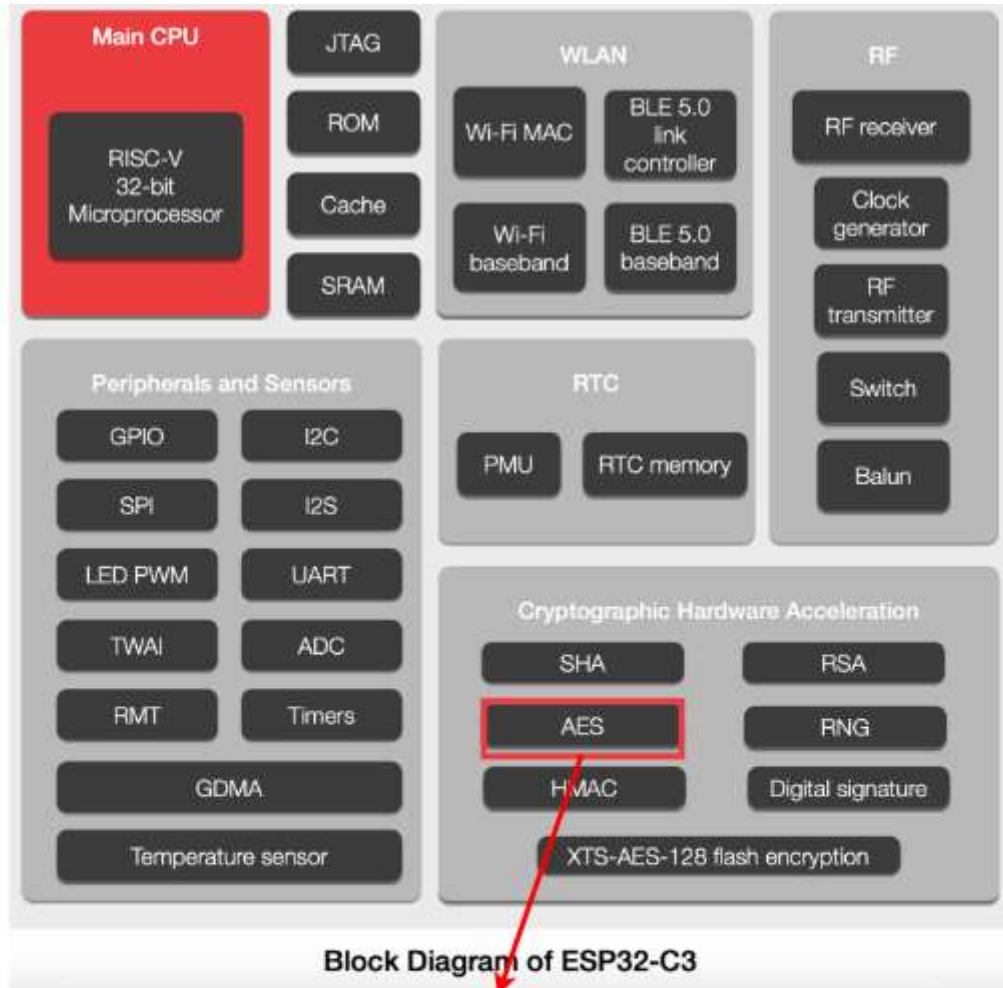 Main CPU
RISC-V
32-bit
Microprocessor
JTAG
ROM
Cache
SRAM
WLAN
Wi-Fi MAC
BLE 5.0
link
controller
Wi-Fi
baseband
BLE 5.0
baseband
RF
RF receiver
Clock
generator
RF
transmitter
Switch
Balun
Peripherals and Sensors
GPIO
I2C
SPI
I2S
LED PWM
UART
TWAI
ADC
RMT
Timers
GDMA
Temperature sensor
RTC
PMU
RTC memory
Cryptographic Hardware Acceleration
SHA
RSA
AES
RNG
HMAC
Digital signature
XTS-AES-128 flash encryption
Block Diagram of ESP32-C3